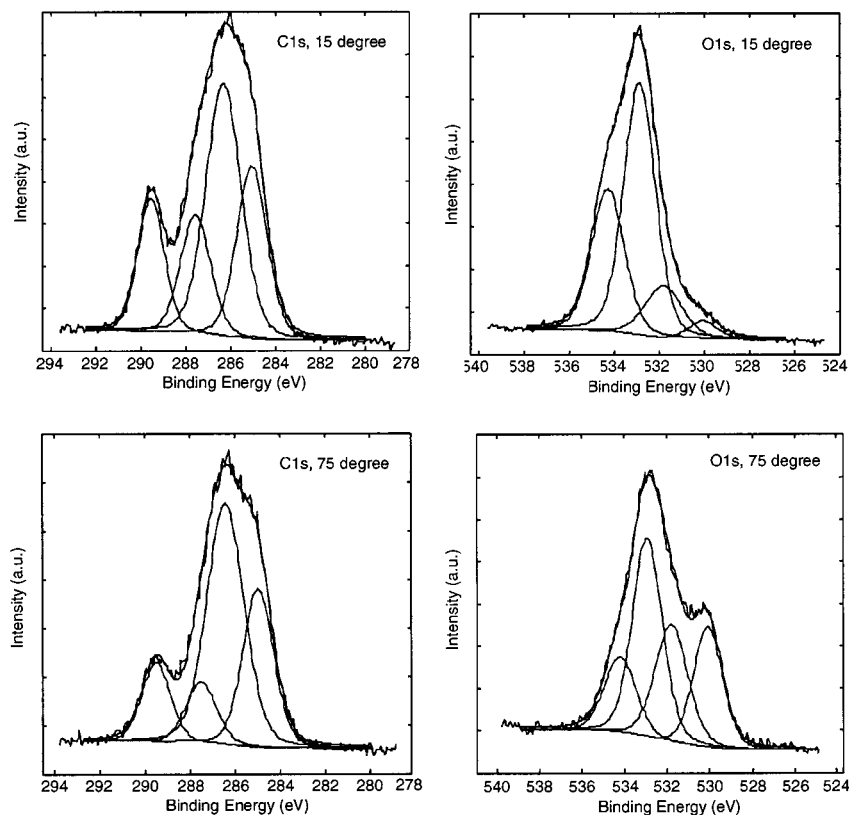 C1s, 15 degree
Intensity (a.u.)
294 292 290 288 286 284 282 280 278
Binding Energy (eV)
O1s, 15 degree
Intensity (a.u.)
540 538 536 534 532 530 528 526 524
Binding Energy (eV)
C1s, 75 degree
Intensity (a.u.)
294 292 290 288 286 284 282 280 278
Binding Energy (eV)
O1s, 75 degree
Intensity (a.u.)
540 538 536 534 532 530 528 526 524
Binding Energy (eV)